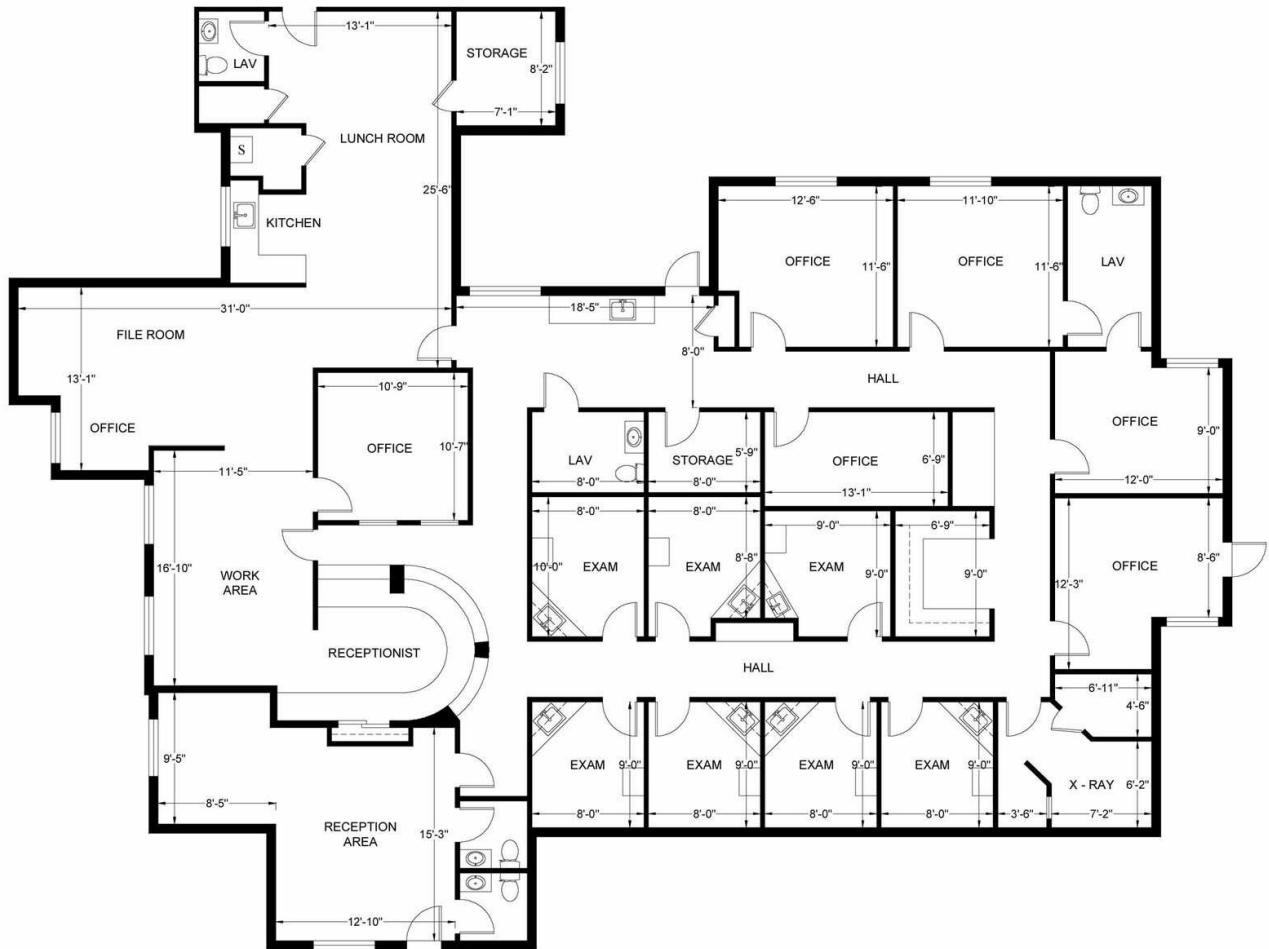 13'-1"
LAV
STORAGE
8'-2"
7'-1"
LUNCH ROOM
S
25'-6"
KITCHEN
12'-6"
11'-10"
OFFICE
11'-6"
OFFICE
11'-6"
LAV
31'-0"
18'-5"
FILE ROOM
8'-0"
13'-1"
HALL
10'-9"
OFFICE
OFFICE
10'-7"
OFFICE
9'-0"
12'-0"
11'-5"
LAV
8'-0"
STORAGE
5'-9"
8'-0"
OFFICE
6'-9"
13'-1"
8'-0"
8'-0"
9'-0"
6'-9"
16'-10"
WORK
AREA
10'-0"
EXAM
EXAM
8'-8"
EXAM
9'-0"
9'-0"
OFFICE
8'-6"
12'-3"
RECEPTIONIST
HALL
6'-11"
4'-6"
9'-5"
8'-5"
EXAM
9'-0"
8'-0"
EXAM
9'-0"
8'-0"
EXAM
9'-0"
8'-0"
EXAM
9'-0"
8'-0"
X - RAY
6'-2"
3'-6"
7'-2"
RECEPTION
AREA
15'-3"
12'-10"